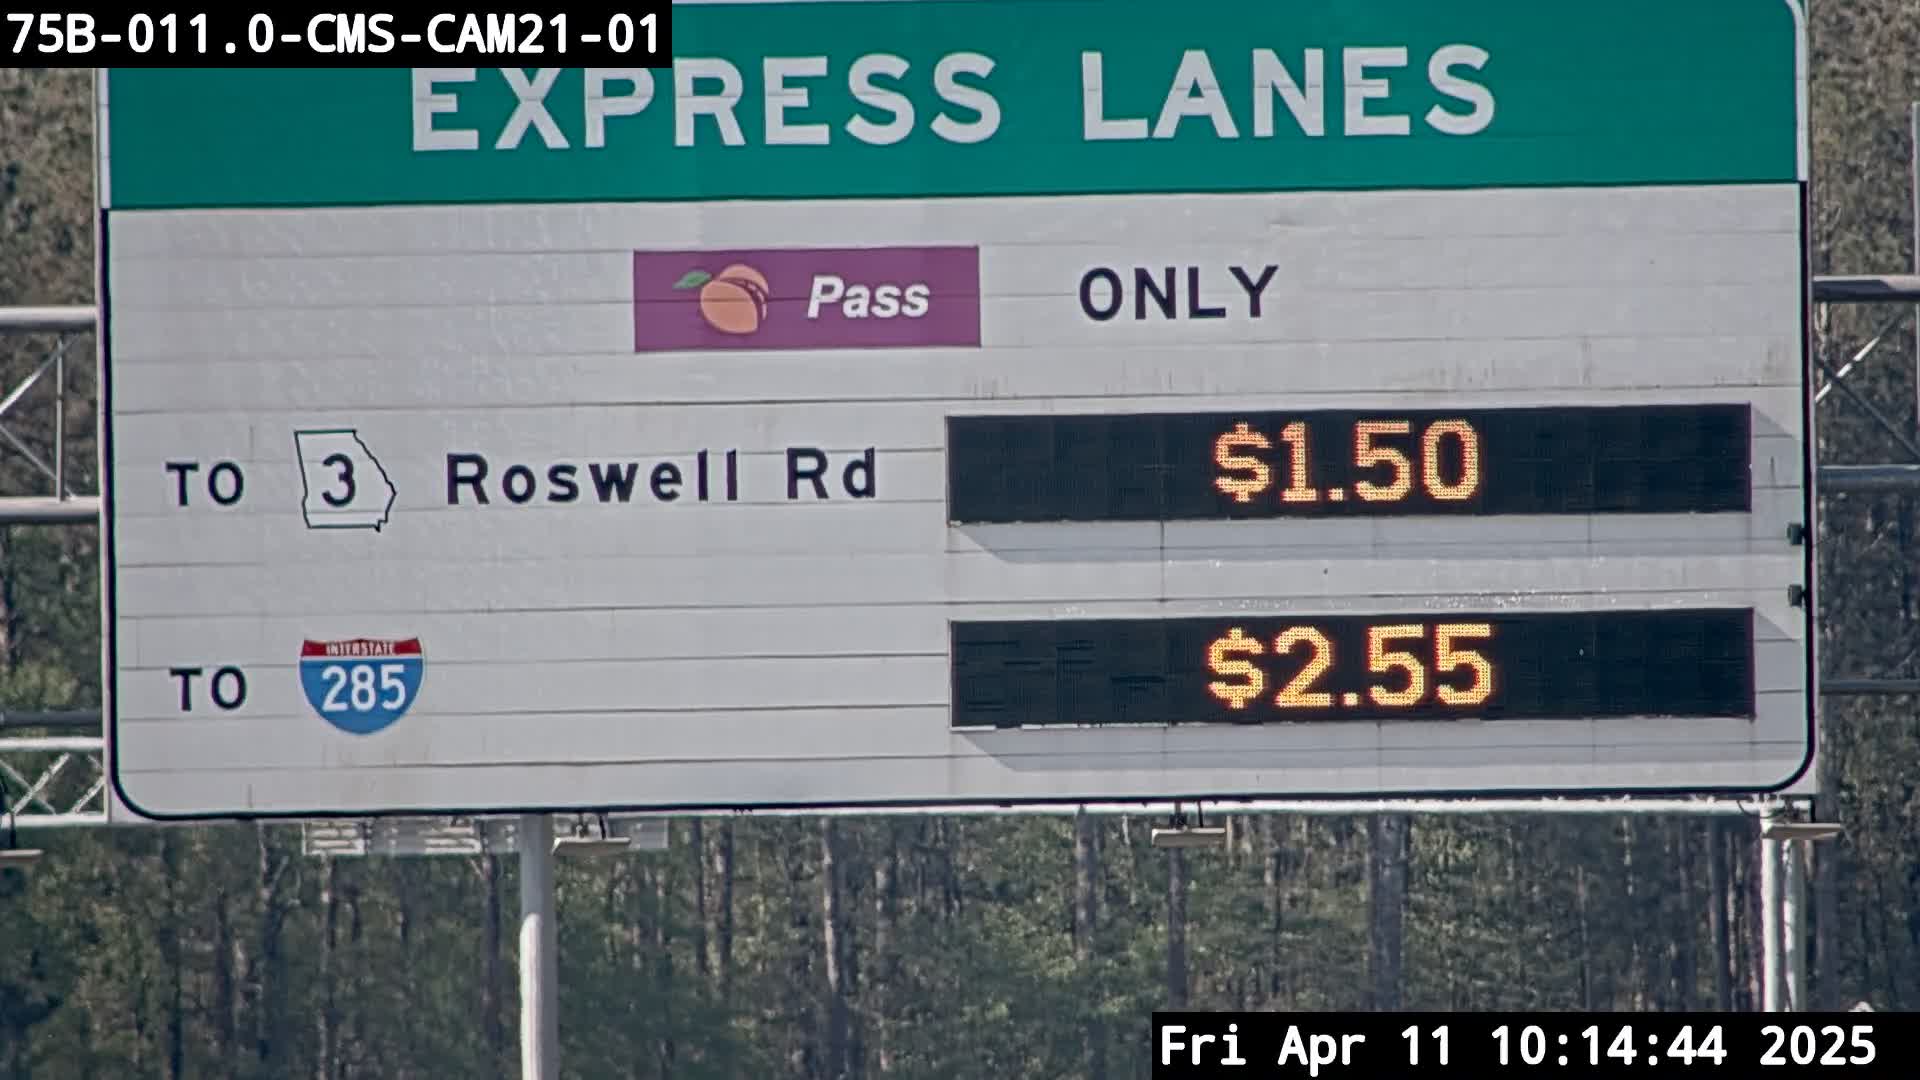 75B-011.0-CMS-CAM21-01
EXPRESS LANES
Pass ONLY
TO 3 Roswell Rd $1.50
TO INTERSTATE 285 $2.55
Fri Apr 11 10:14:44 2025